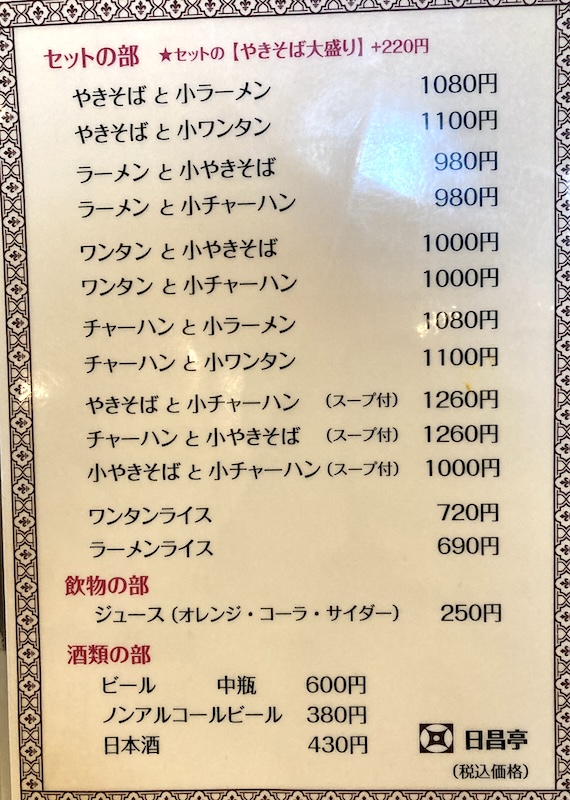 セットの部 ★セットの【やきそば大盛り】+220円
やきそば と 小ラーメン 1080円
やきそば と 小ワンタン 1100円
ラーメン と 小やきそば 980円
ラーメン と 小チャーハン 980円
ワンタン と 小やきそば 1000円
ワンタン と 小チャーハン 1000円
チャーハン と 小ラーメン 1080円
チャーハン と 小ワンタン 1100円
やきそば と 小チャーハン (スープ付) 1260円
チャーハン と 小やきそば (スープ付) 1260円
小やきそば と 小チャーハン (スープ付) 1000円
ワンタンライス 720円
ラーメンライス 690円
飲物の部
ジュース (オレンジ・コーラ・サイダー) 250円
酒類の部
ビール 中瓶 600円
ノンアルコールビール 380円
日本酒 430円
日昌亭
(税込価格)